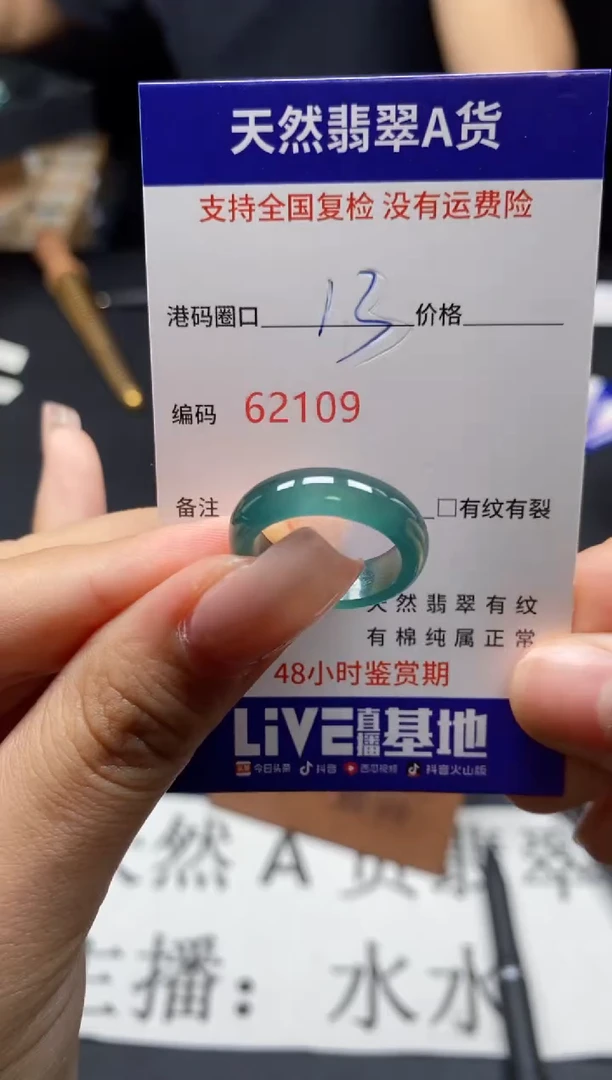 天然翡翠A货
支持全国复检 没有运费险
港码圈口 13 价格
编码 62109
备注 □有纹有裂
天然翡翠有纹
有棉纯属正常
48小时鉴赏期
LiVE直播基地
今日头条 抖音 西瓜视频 抖音火山版
天然 A 货翡翠
主播：水水